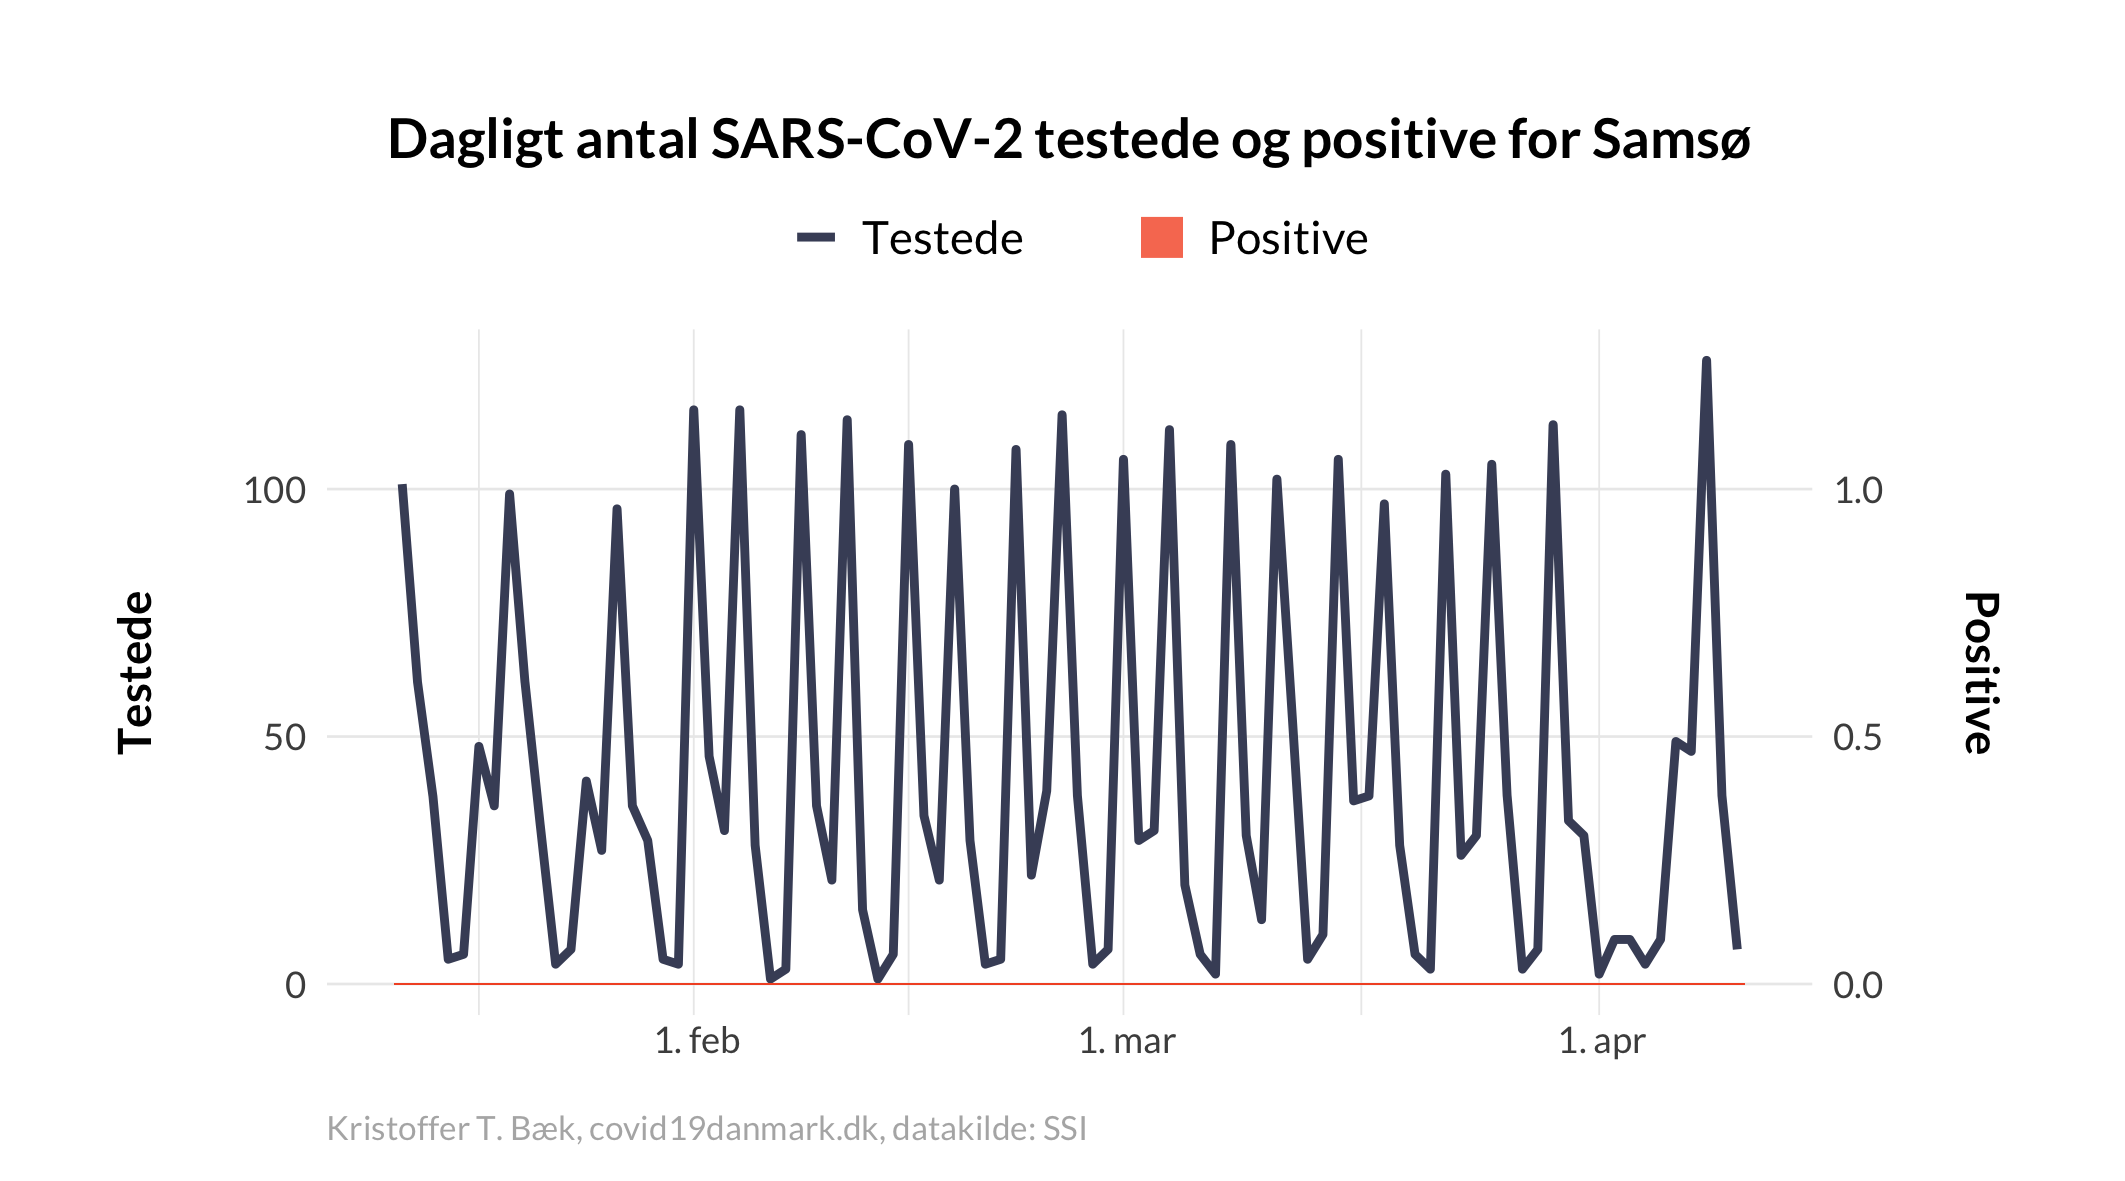 Dagligt antal SARS-CoV-2 testede og positive for Samsø
Testede
Positive
Testede
100
50
0
1.0
0.5
0.0
Positive
1. feb
1. mar
1. apr
Kristoffer T. Bæk, covid19danmark.dk, datakilde: SSI